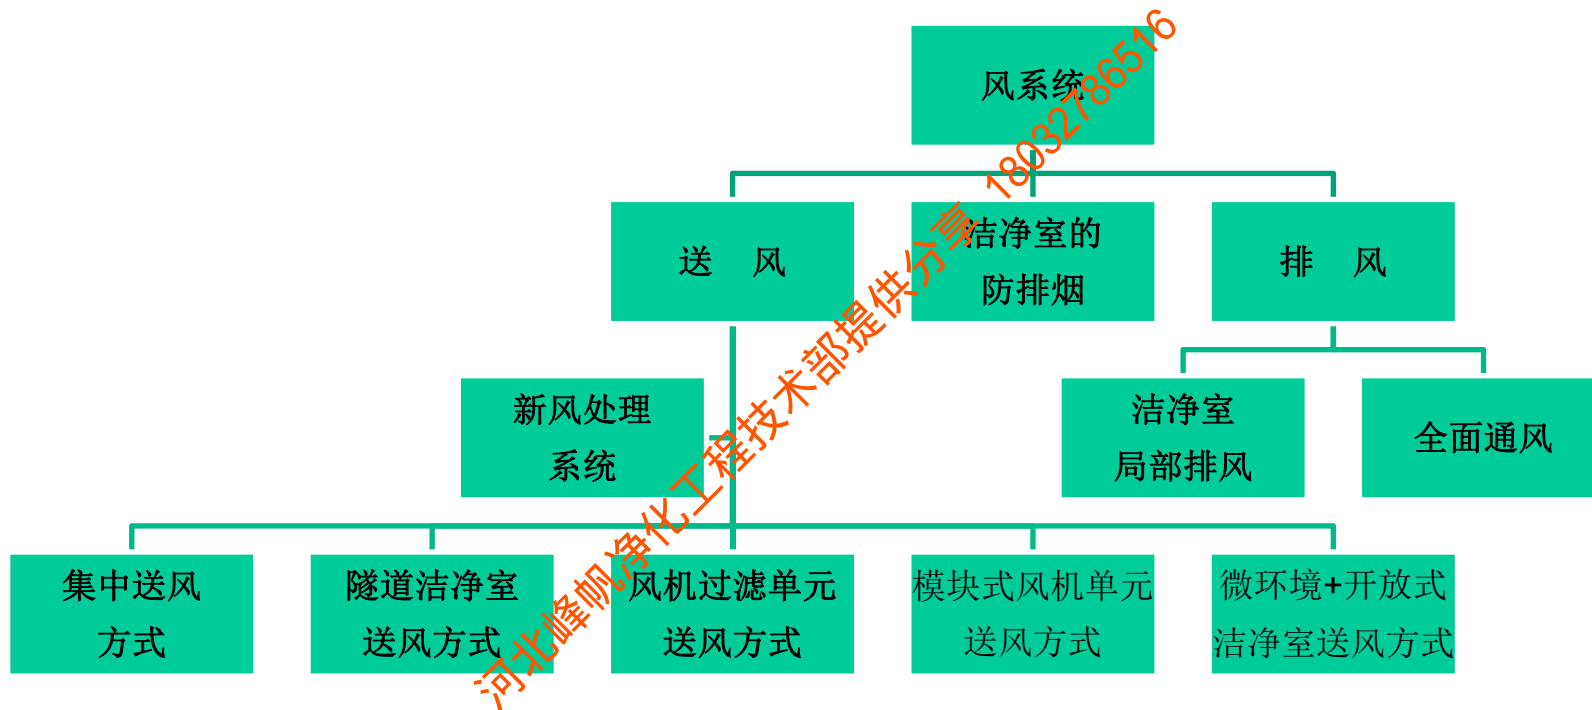 风系统
送 风
洁净室的
防排烟
排 风
新风处理
系统
洁净室
局部排风
全面通风
集中送风
方式
隧道洁净室
送风方式
风机过滤单元
送风方式
模块式风机单元
送风方式
微环境+开放式
洁净室送风方式
河北峰帆净化工程技术部提供分享 18032786516